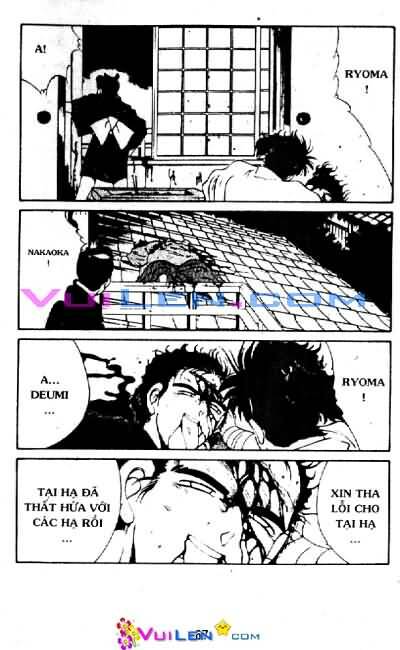 A!
RYOMA
!
NAKAOKA
!
VuiLen.com
A...
DEUMI
...
RYOMA
!
TẠI HẠ ĐÃ
THẤT HỨA VỚI
CÁC HẠ RỒI
...
XIN THA
LỖI CHO
TẠI HẠ
...
VuiLen